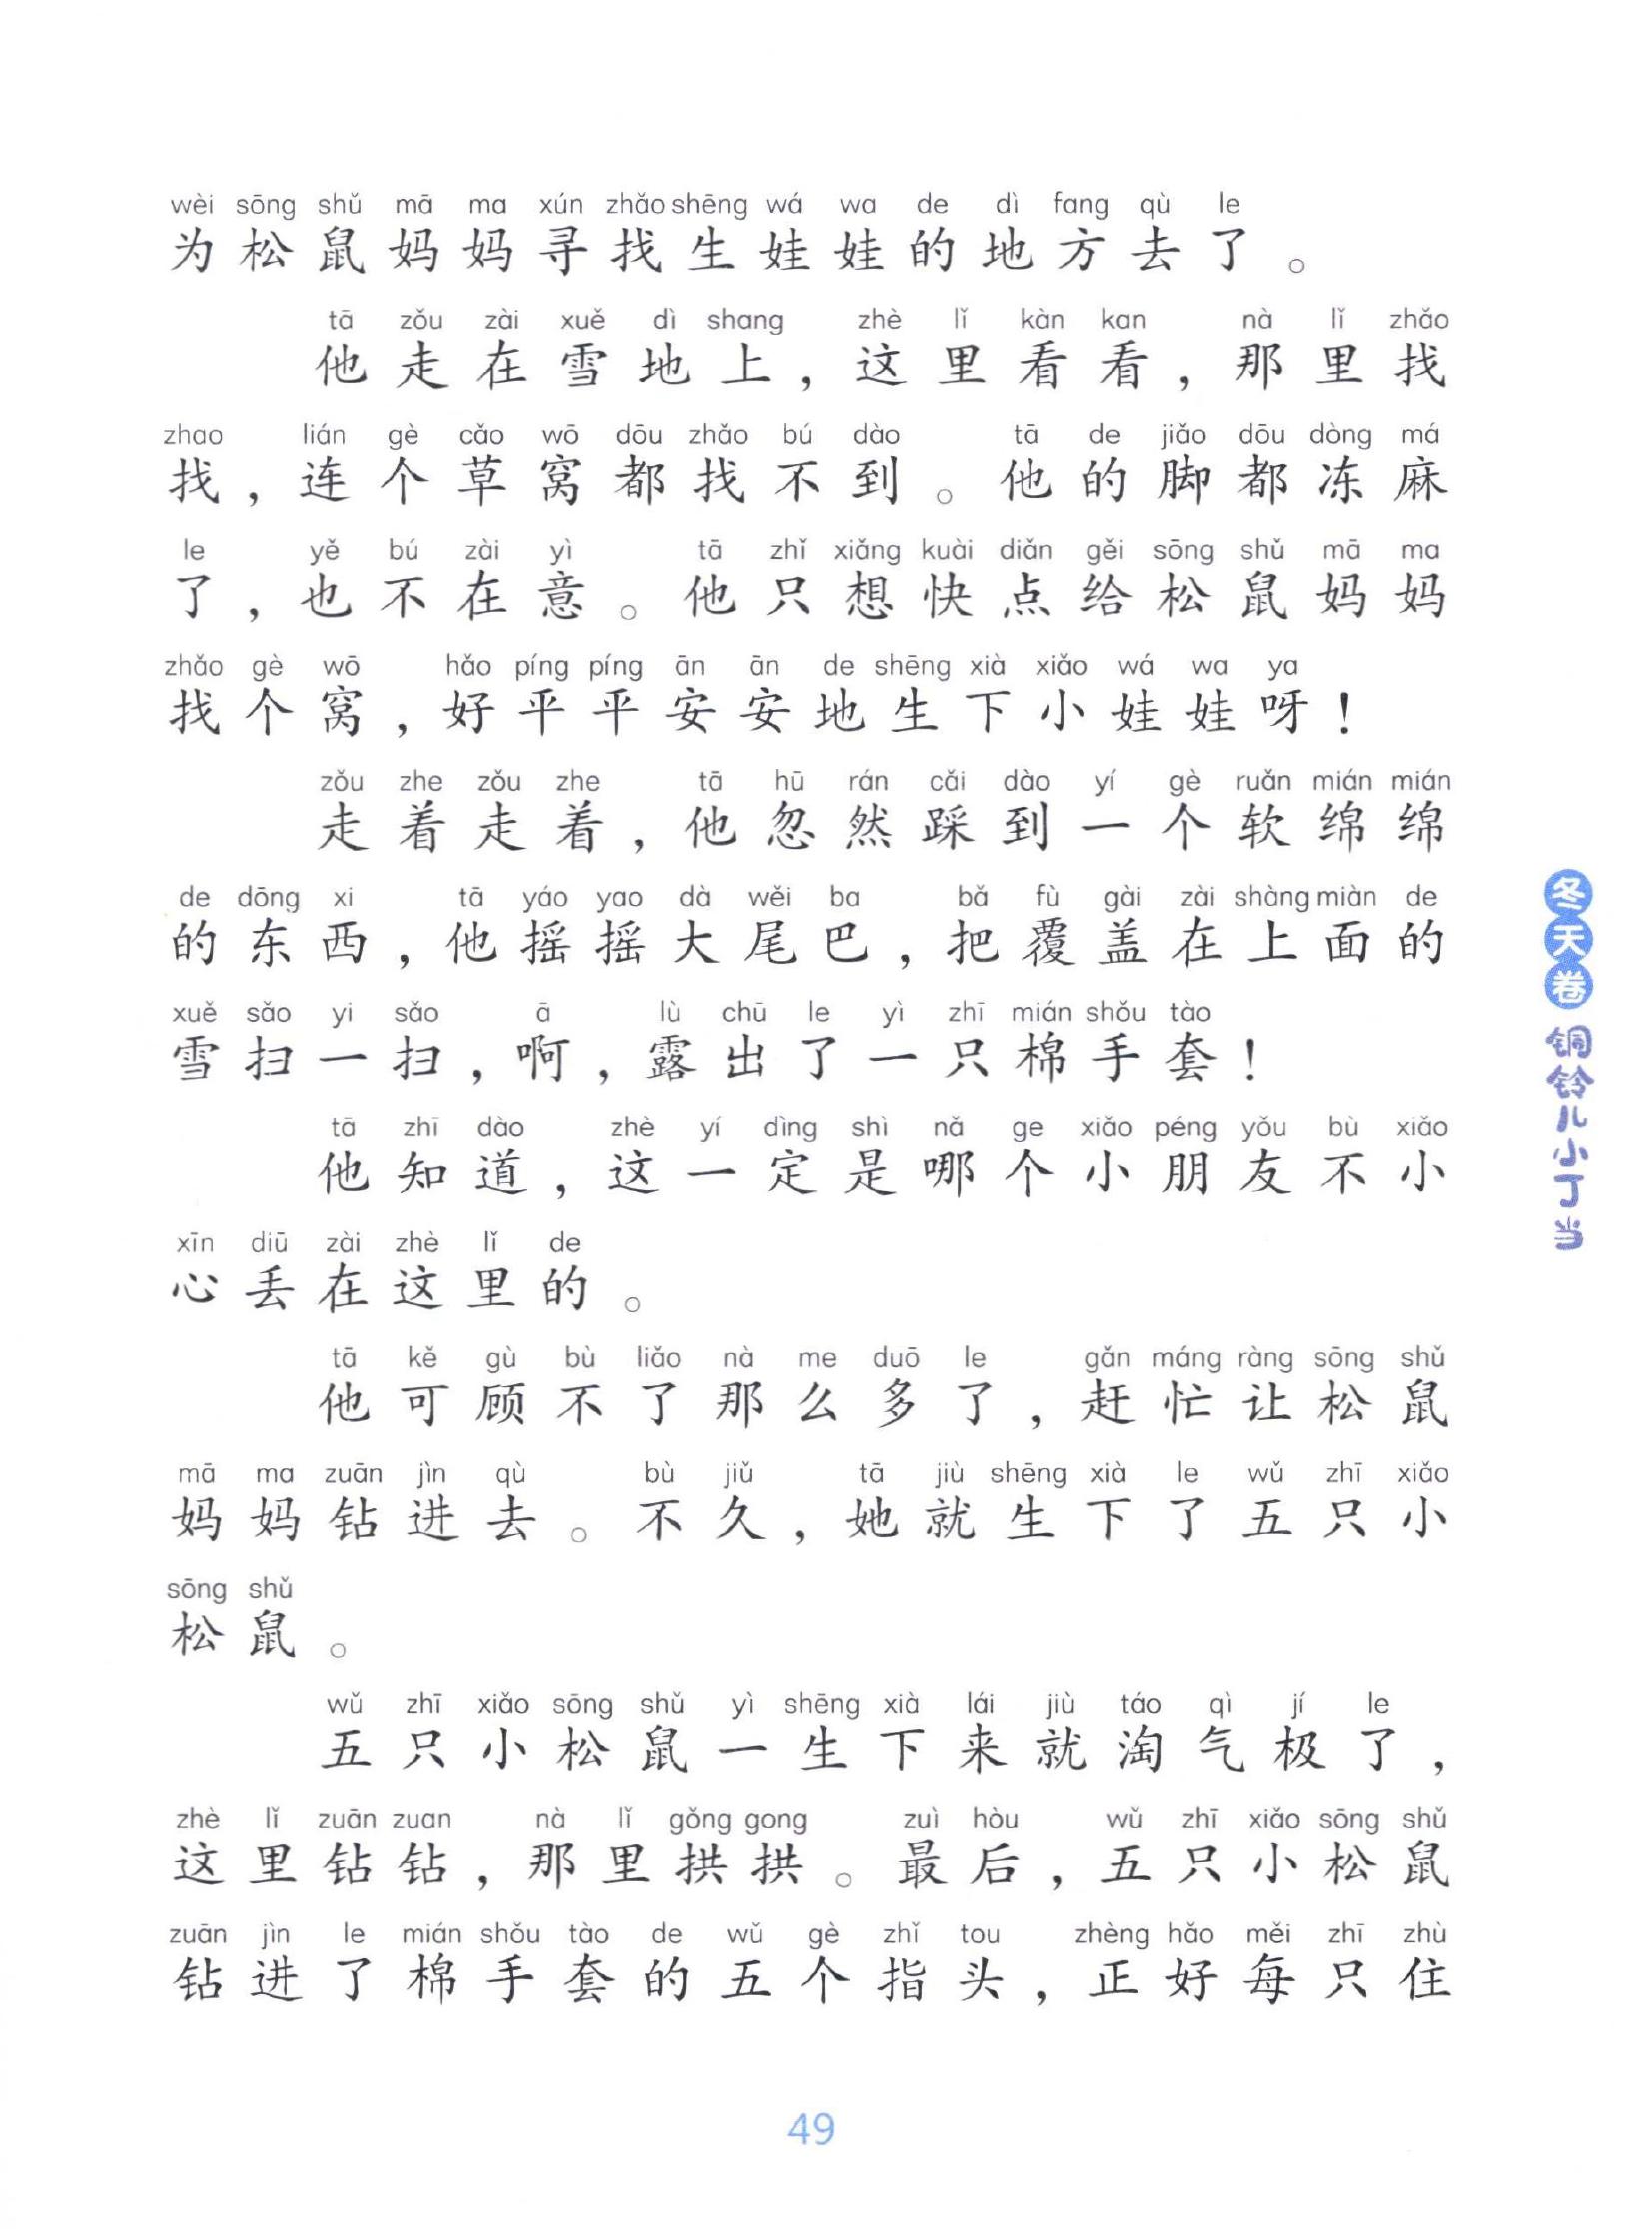 wèi sōng shǔ mā ma xún zhǎo shēng wá wa de dì fang qù le
为松鼠妈妈寻找生娃娃的地方去了。
tā zǒu zài xuě dì shang zhè lǐ kàn kan nà lǐ zhǎo
他走在雪地上，这里看看，那里找
zhao lián gè cǎo wō dōu zhǎo bú dào tā de jiǎo dōu dòng má
找，连个草窝都找不到。他的脚都冻麻
le yě bú zài yì tā zhǐ xiǎng kuài diǎn gěi sōng shǔ mā ma
了，也不在意。他只想快点给松鼠妈妈
zhǎo gè wō hǎo píng píng ān ān de shēng xià xiǎo wá wa ya
找个窝，好平平安安地生下小娃娃呀！
zǒu zhe zǒu zhe tā hū rán cǎi dào yí gè ruǎn mián mián
走着走着，他忽然踩到一个软绵绵
de dōng xi tā yáo yao dà wěi ba bǎ fù gài zài shàng miàn de
的东西，他摇摇大尾巴，把覆盖在上面的
xuě sǎo yi sǎo ā lù chū le yì zhī mián shǒu tào
雪扫一扫，啊，露出了一只棉手套！
tā zhī dào zhè yí dìng shì nǎ ge xiǎo péng yǒu bù xiǎo
他知道，这一定是哪个小朋友不小
xīn diū zài zhè lǐ de
心丢在这里的。
tā kě gù bù liǎo nà me duō le gǎn máng ràng sōng shǔ
他可顾不了那么多了，赶忙让松鼠
mā ma zuān jìn qù bù jiǔ tā jiù shēng xià le wǔ zhī xiǎo
妈妈钻进去。不久，她就生下了五只小
sōng shǔ
松鼠。
wǔ zhī xiǎo sōng shǔ yì shēng xià lái jiù táo qì jí le
五只小松鼠一生下来就淘气极了，
zhè lǐ zuān zuan nà lǐ gǒng gong zuì hòu wǔ zhī xiǎo sōng shǔ
这里钻钻，那里拱拱。最后，五只小松鼠
zuān jìn le mián shǒu tào de wǔ gè zhǐ tou zhèng hǎo měi zhī zhù
钻进了棉手套的五个指头，正好每只住
冬天卷
铜铃儿小丁当
49